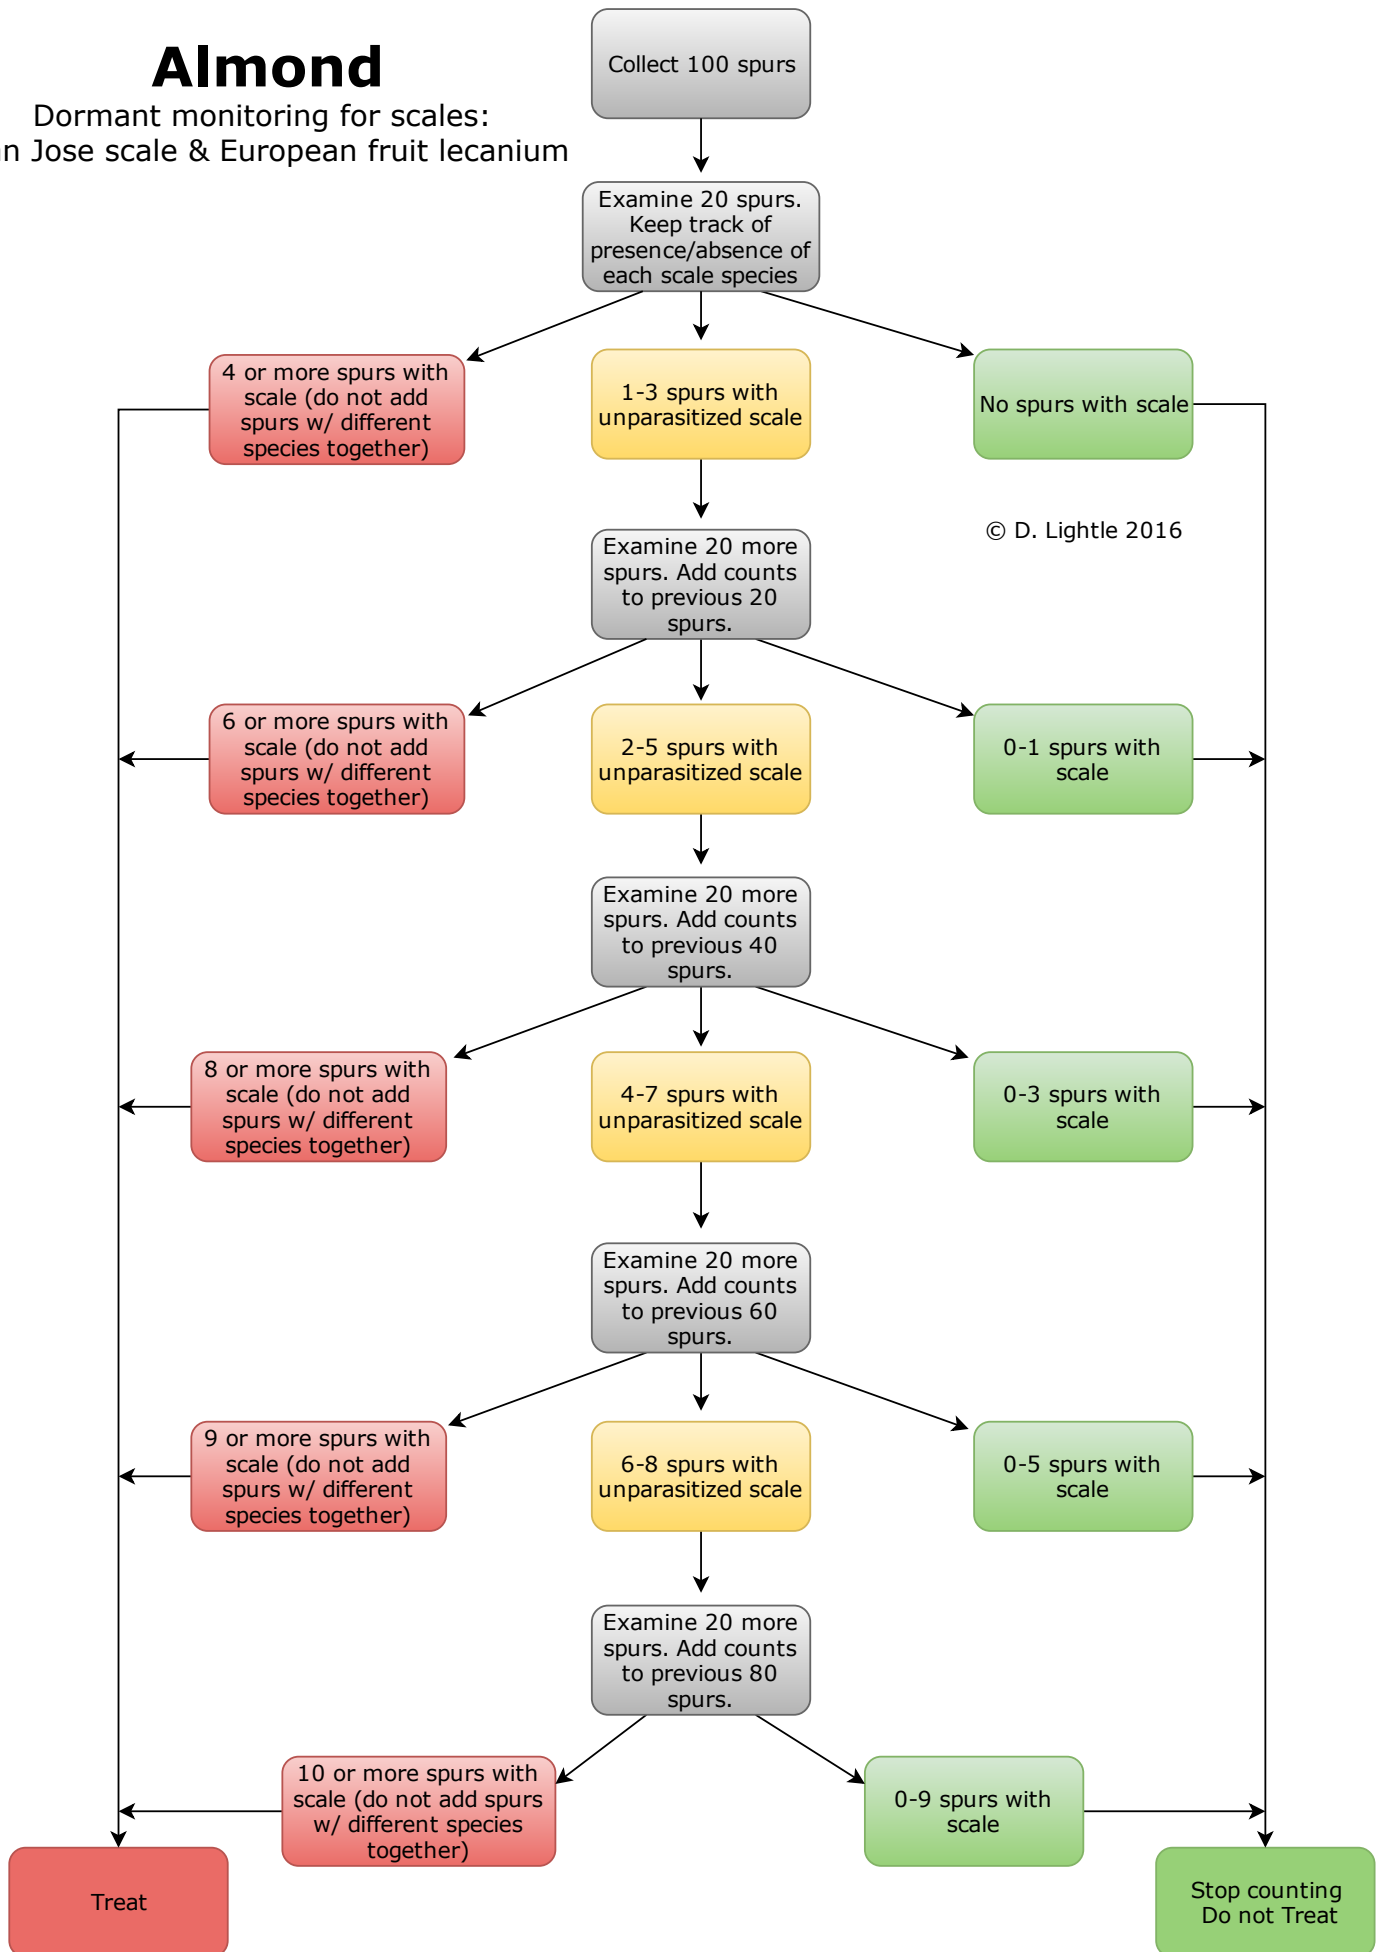 Almond
Dormant monitoring for scales:
n Jose scale & European fruit lecanium
Collect 100 spurs
Examine 20 spurs.
Keep track of
presence/absence of
each scale species
4 or more spurs with
scale (do not add
spurs w/ different
species together)
1-3 spurs with
unparasitized scale
No spurs with scale
© D. Lightle 2016
Examine 20 more
spurs. Add counts
to previous 20
spurs.
6 or more spurs with
scale (do not add
spurs w/ different
species together)
2-5 spurs with
unparasitized scale
0-1 spurs with
scale
Examine 20 more
spurs. Add counts
to previous 40
spurs.
8 or more spurs with
scale (do not add
spurs w/ different
species together)
4-7 spurs with
unparasitized scale
0-3 spurs with
scale
Examine 20 more
spurs. Add counts
to previous 60
spurs.
9 or more spurs with
scale (do not add
spurs w/ different
species together)
6-8 spurs with
unparasitized scale
0-5 spurs with
scale
Examine 20 more
spurs. Add counts
to previous 80
spurs.
10 or more spurs with
scale (do not add spurs
w/ different species
together)
0-9 spurs with
scale
Treat
Stop counting
Do not Treat